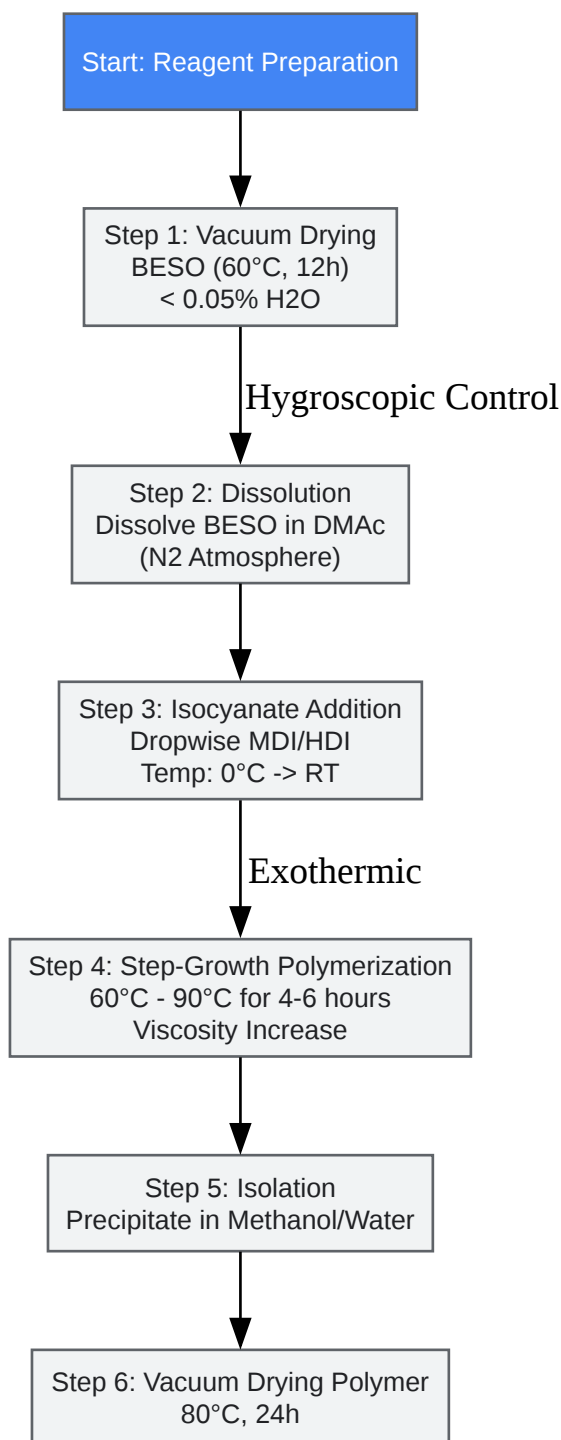 Start: Reagent Preparation
Step 1: Vacuum Drying
BESO (60°C, 12h)
< 0.05% H2O
Hygroscopic Control
Step 2: Dissolution
Dissolve BESO in DMAc
(N2 Atmosphere)
Step 3: Isocyanate Addition
Dropwise MDI/HDI
Temp: 0°C -> RT
Exothermic
Step 4: Step-Growth Polymerization
60°C - 90°C for 4-6 hours
Viscosity Increase
Step 5: Isolation
Precipitate in Methanol/Water
Step 6: Vacuum Drying Polymer
80°C, 24h